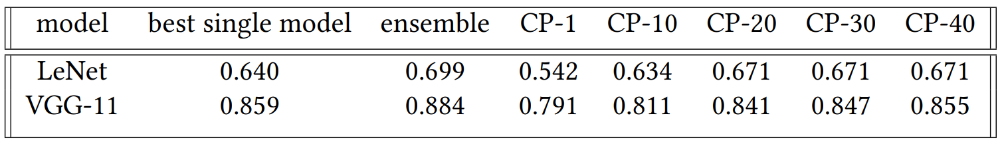 model best single model ensemble CP-1 CP-10 CP-20 CP-30 CP-40
LeNet 0.640 0.699 0.542 0.634 0.671 0.671 0.671
VGG-11 0.859 0.884 0.791 0.811 0.841 0.847 0.855